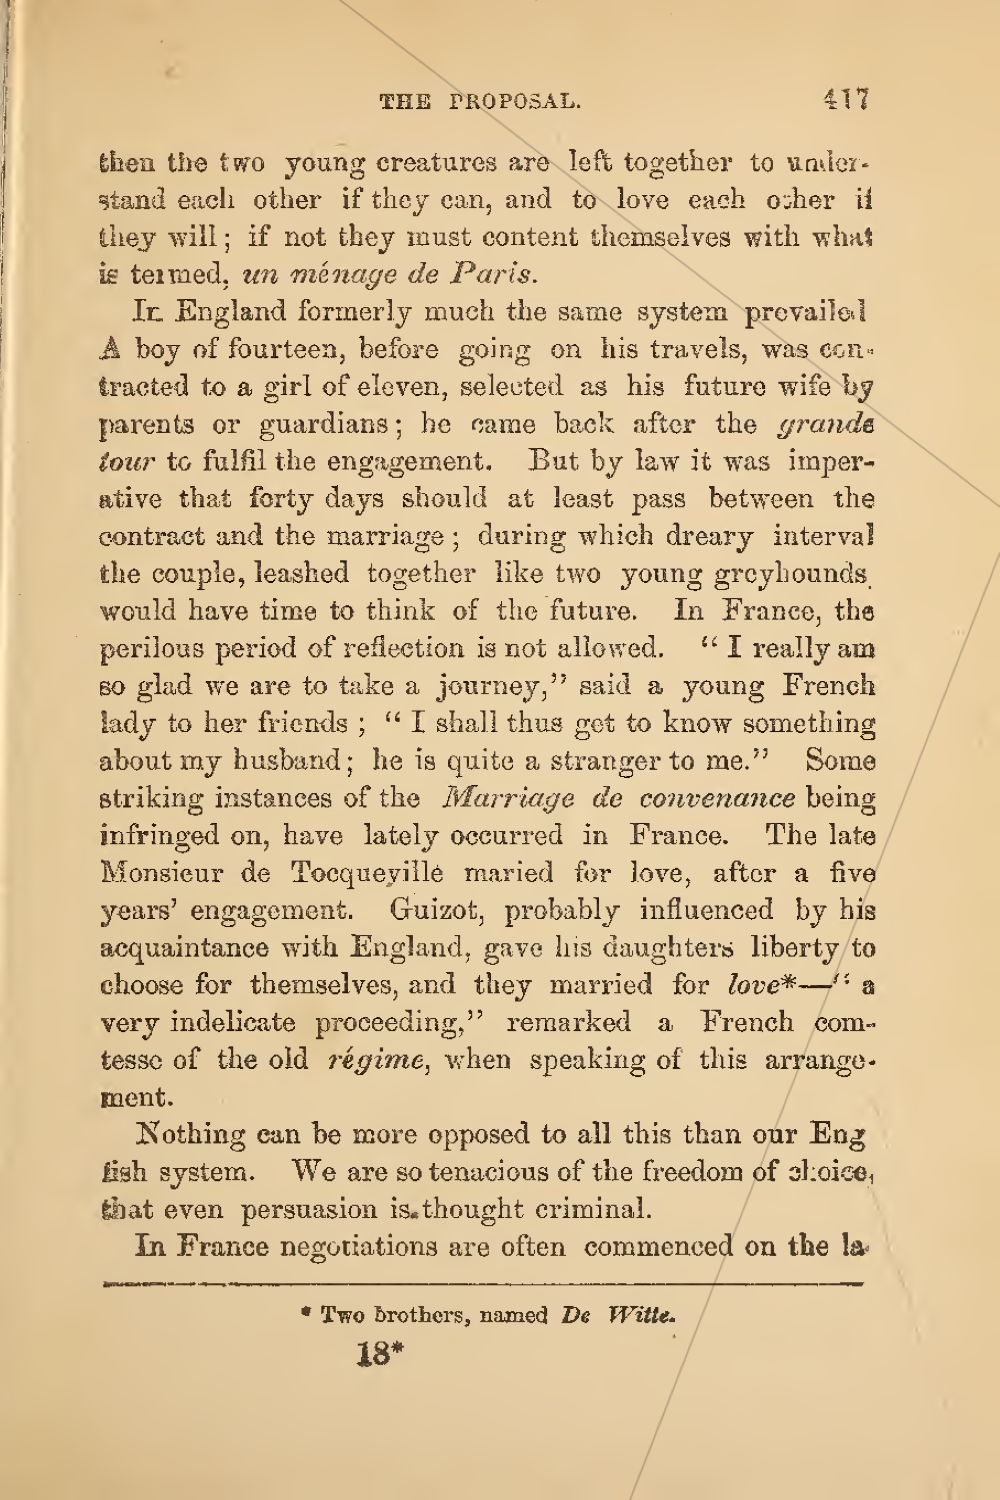 THE PROPOSAL. 417
then the two young creatures are left together to under-
stand each other if they can, and to love each other if
they will; if not they must content themselves with what
is termed, un ménage de Paris.
In England formerly much the same system prevailed
A boy of fourteen, before going on his travels, was con-
tracted to a girl of eleven, selected as his future wife by
parents or guardians; he came back after the grande
tour to fulfil the engagement. But by law it was imper-
ative that forty days should at least pass between the
contract and the marriage; during which dreary interval
the couple, leashed together like two young greyhounds,
would have time to think of the future. In France, the
perilous period of reflection is not allowed. “I really am
so glad we are to take a journey,” said a young French
lady to her friends; “I shall thus get to know something
about my husband; he is quite a stranger to me.” Some
striking instances of the Marriage de convenance being
infringed on, have lately occurred in France. The late
Monsieur de Tocqueville maried for love, after a five
years’ engagement. Guizot, probably influenced by his
acquaintance with England, gave his daughters liberty to
choose for themselves, and they married for love*—“a
very indelicate proceeding,” remarked a French com-
tesse of the old régime, when speaking of this arrange-
ment.
Nothing can be more opposed to all this than our Eng
lish system. We are so tenacious of the freedom of choice,
that even persuasion is thought criminal.
In France negotiations are often commenced on the la-
* Two brothers, named De Witte.
18*